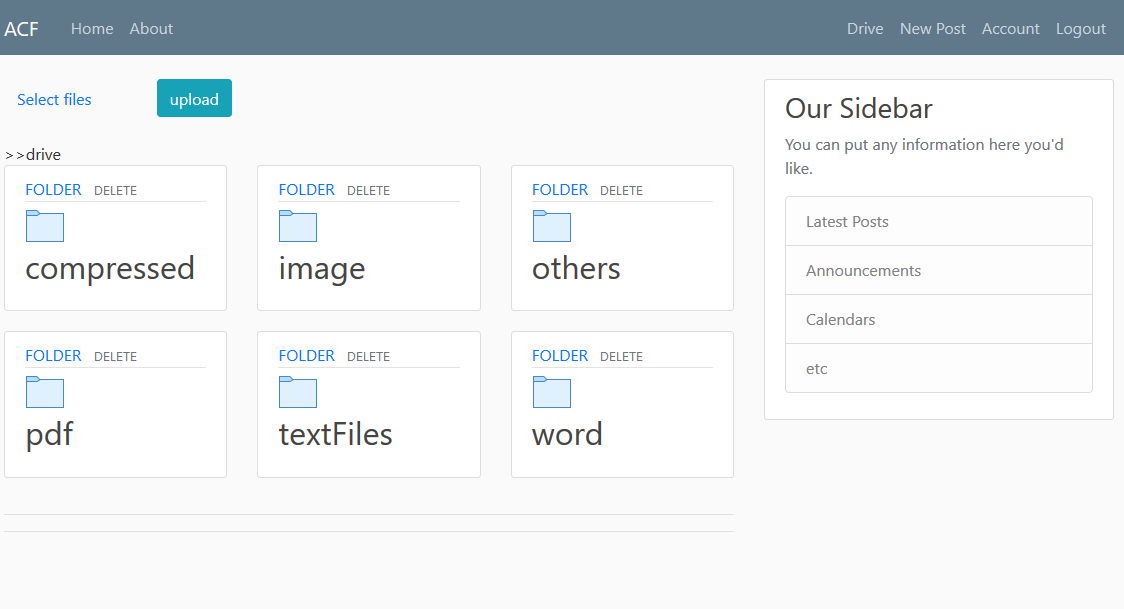 ACF Home About Drive New Post Account Logout
Select files upload
>>drive
FOLDER DELETE FOLDER DELETE FOLDER DELETE
compressed image others
FOLDER DELETE FOLDER DELETE FOLDER DELETE
pdf textFiles word
Our Sidebar
You can put any information here you'd
like.
Latest Posts
Announcements
Calendars
etc